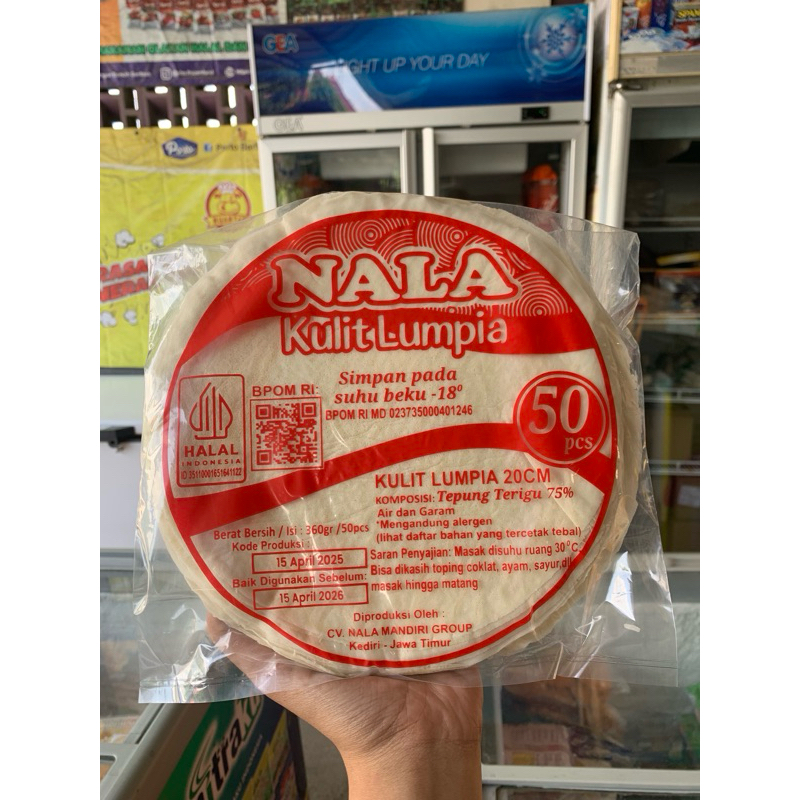 GEA
LIGHT UP YOUR DAY
GEA
NALA
Kulit Lumpia
Simpan pada
suhu beku -18°
BPOM RI:
BPOM RI MD 023735000401246
HALAL
INDONESIA
ID 35110001651641122
50
pcs
KULIT LUMPIA 20CM
KOMPOSISI: Tepung Terigu 75%
Air dan Garam
*Mengandung alergen
(lihat daftar bahan yang tercetak tebal)
Berat Bersih / Isi : 360gr /50pcs
Kode Produksi :
15 April 2025
Baik Digunakan Sebelum:
15 April 2026
Saran Penyajian: Masak disuhu ruang 30°C.
Bisa dikasih toping coklat, ayam, sayur,dll
masak hingga matang
Diproduksi Oleh :
CV. NALA MANDIRI GROUP
Kediri - Jawa Timur